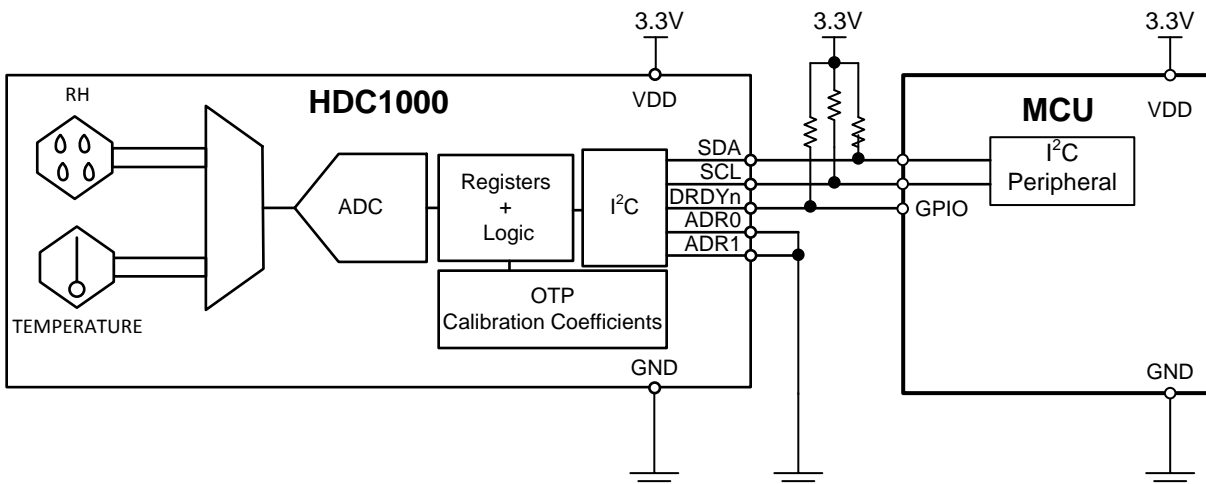 3.3V
3.3V
3.3V
RH
HDC1000
VDD
MCU
VDD
ADC
Registers
+
Logic
I²C
SDA
SCL
DRDYn
ADR0
ADR1
GPIO
I²C
Peripheral
TEMPERATURE
OTP
Calibration Coefficients
GND
GND